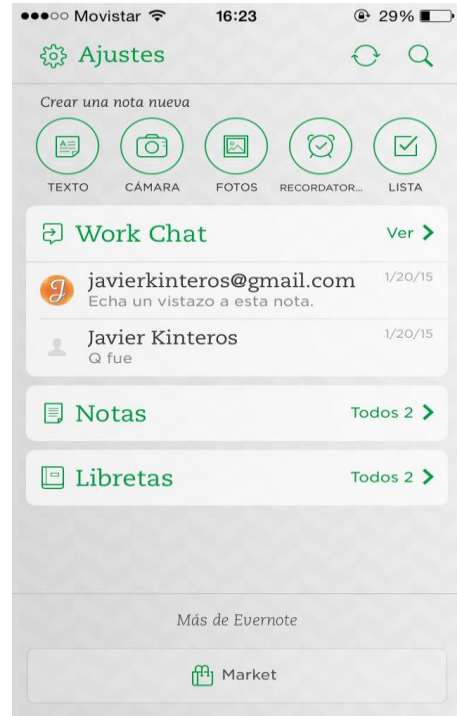 Movistar 16:23 29%
Ajustes
Crear una nota nueva
TEXTO CÁMARA FOTOS RECORDATOR... LISTA
Work Chat Ver
javierkinteros@gmail.com 1/20/15
Echa un vistazo a esta nota.
Javier Kinteros 1/20/15
Q fue
Notas Todos 2
Libretas Todos 2
Más de Evernote
Market